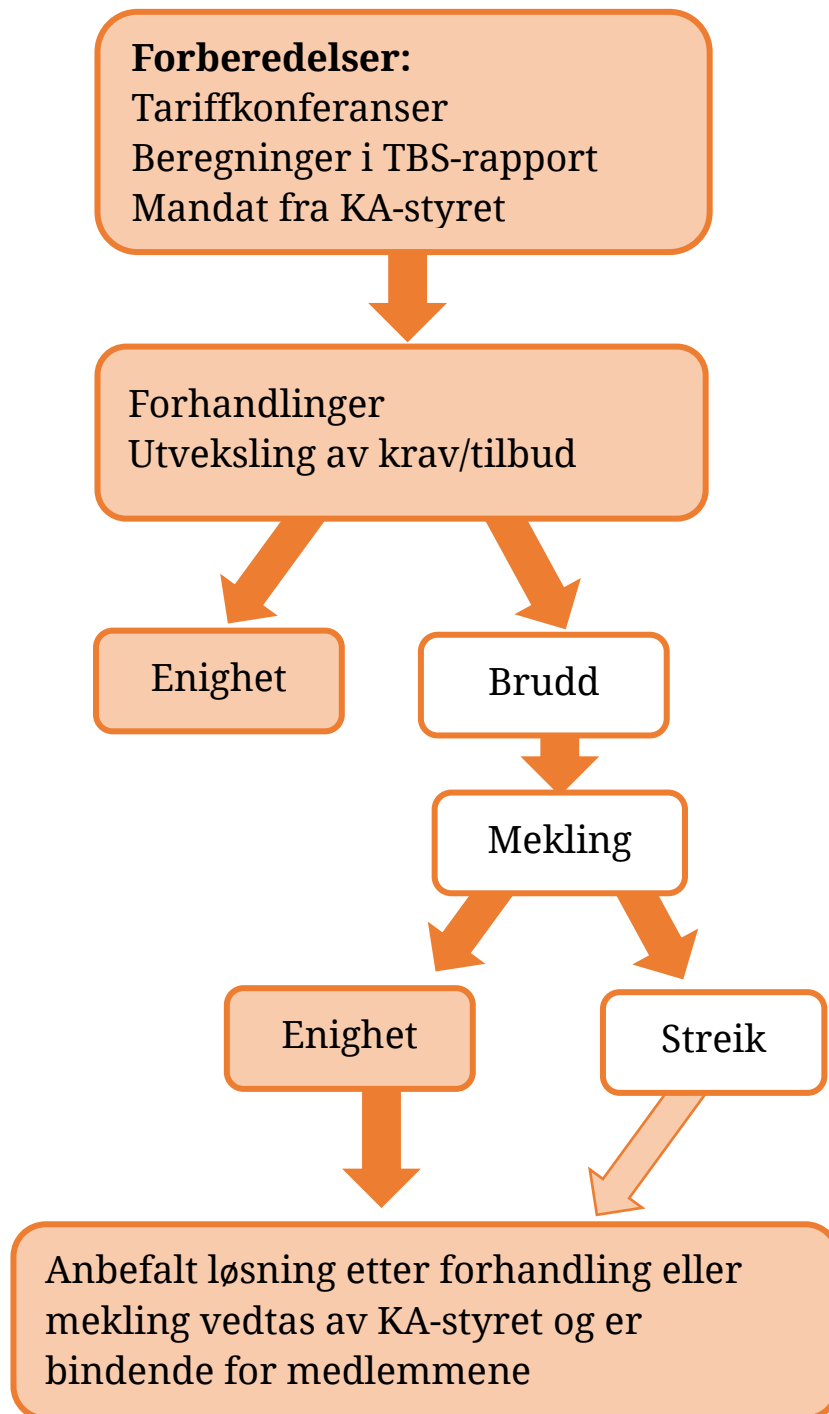 Forberedelser:
Tariffkonferanser
Beregninger i TBS-rapport
Mandat fra KA-styret
Forhandlinger
Utveksling av krav/tilbud
Enighet
Brudd
Mekling
Enighet
Streik
Anbefalt løsning etter forhandling eller
mekling vedtas av KA-styret og er
bindende for medlemmene